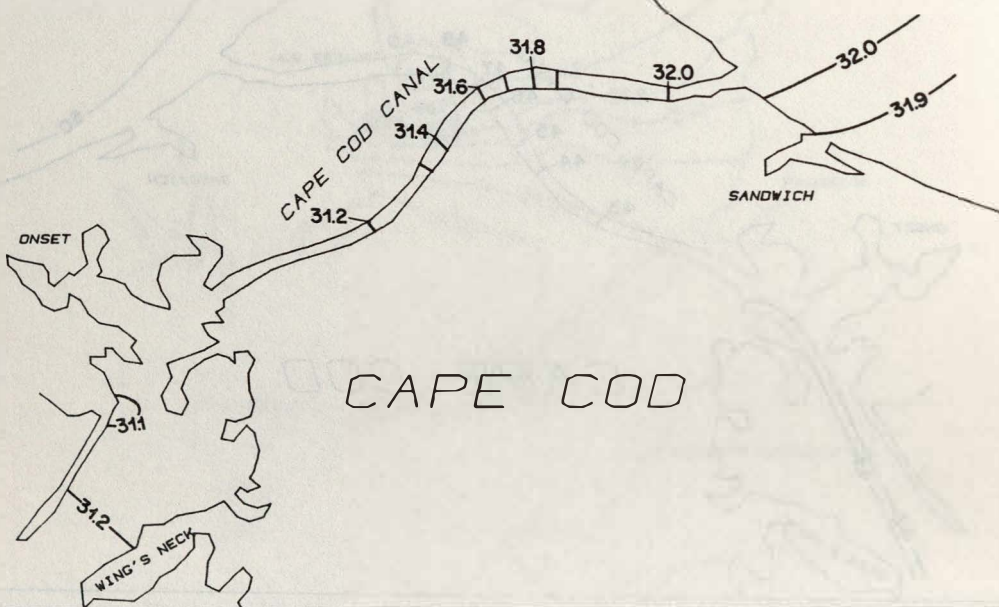 31.8
32.0
CAPE COD CANAL
31.6
32.0
31.9
31.4
SANDWICH
31.2
ONSET
CAPE COD
31.1
31.2
WING'S NECK